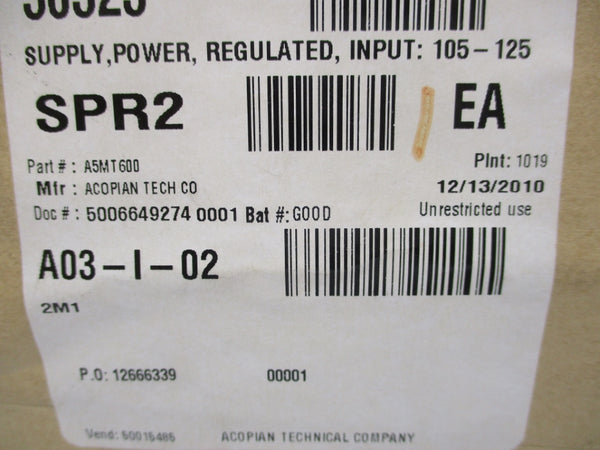 SUPPLY,POWER, REGULATED, INPUT: 105-125
SPR2 EA
Part # : A5MT600 Plnt: 1019
Mfr : ACOPIAN TECH CO 12/13/2010
Doc # : 5006649274 0001 Bat #:GOOD Unrestricted use
A03-I-02
2M1
P.O: 12666339 00001
Vend: 50015485 ACOPIAN TECHNICAL COMPANY